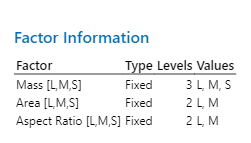 Factor Information
Factor Type Levels Values
Mass [L,M,S] Fixed 3 L, M, S
Area [L,M,S] Fixed 2 L, M
Aspect Ratio [L,M,S] Fixed 2 L, M